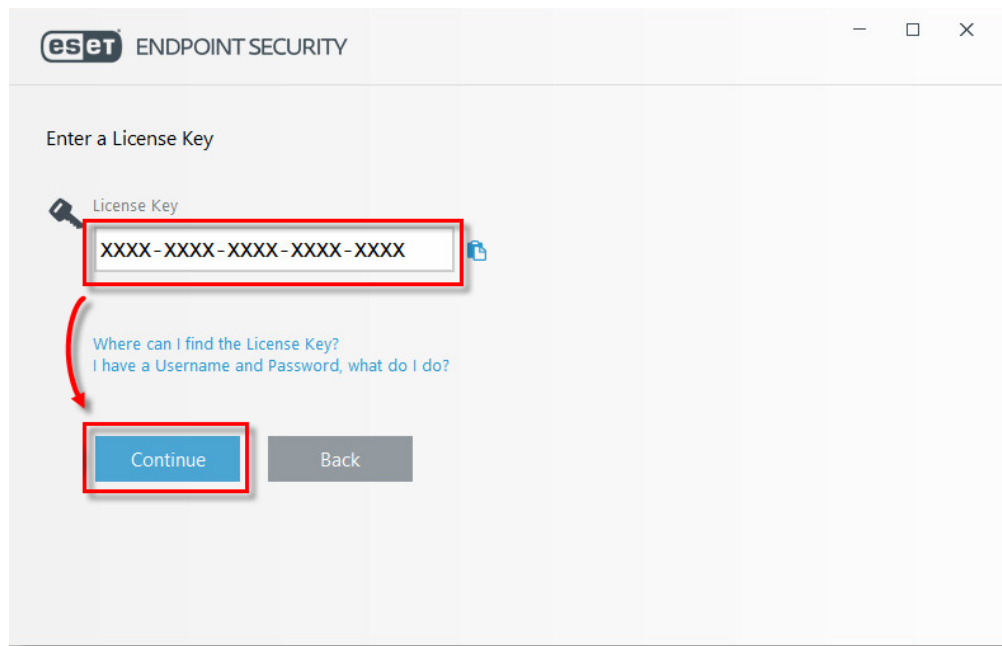 eset ENDPOINT SECURITY
Enter a License Key
License Key
XXXX-XXXX-XXXX-XXXX-XXXX
Where can I find the License Key?
I have a Username and Password, what do I do?
Continue Back